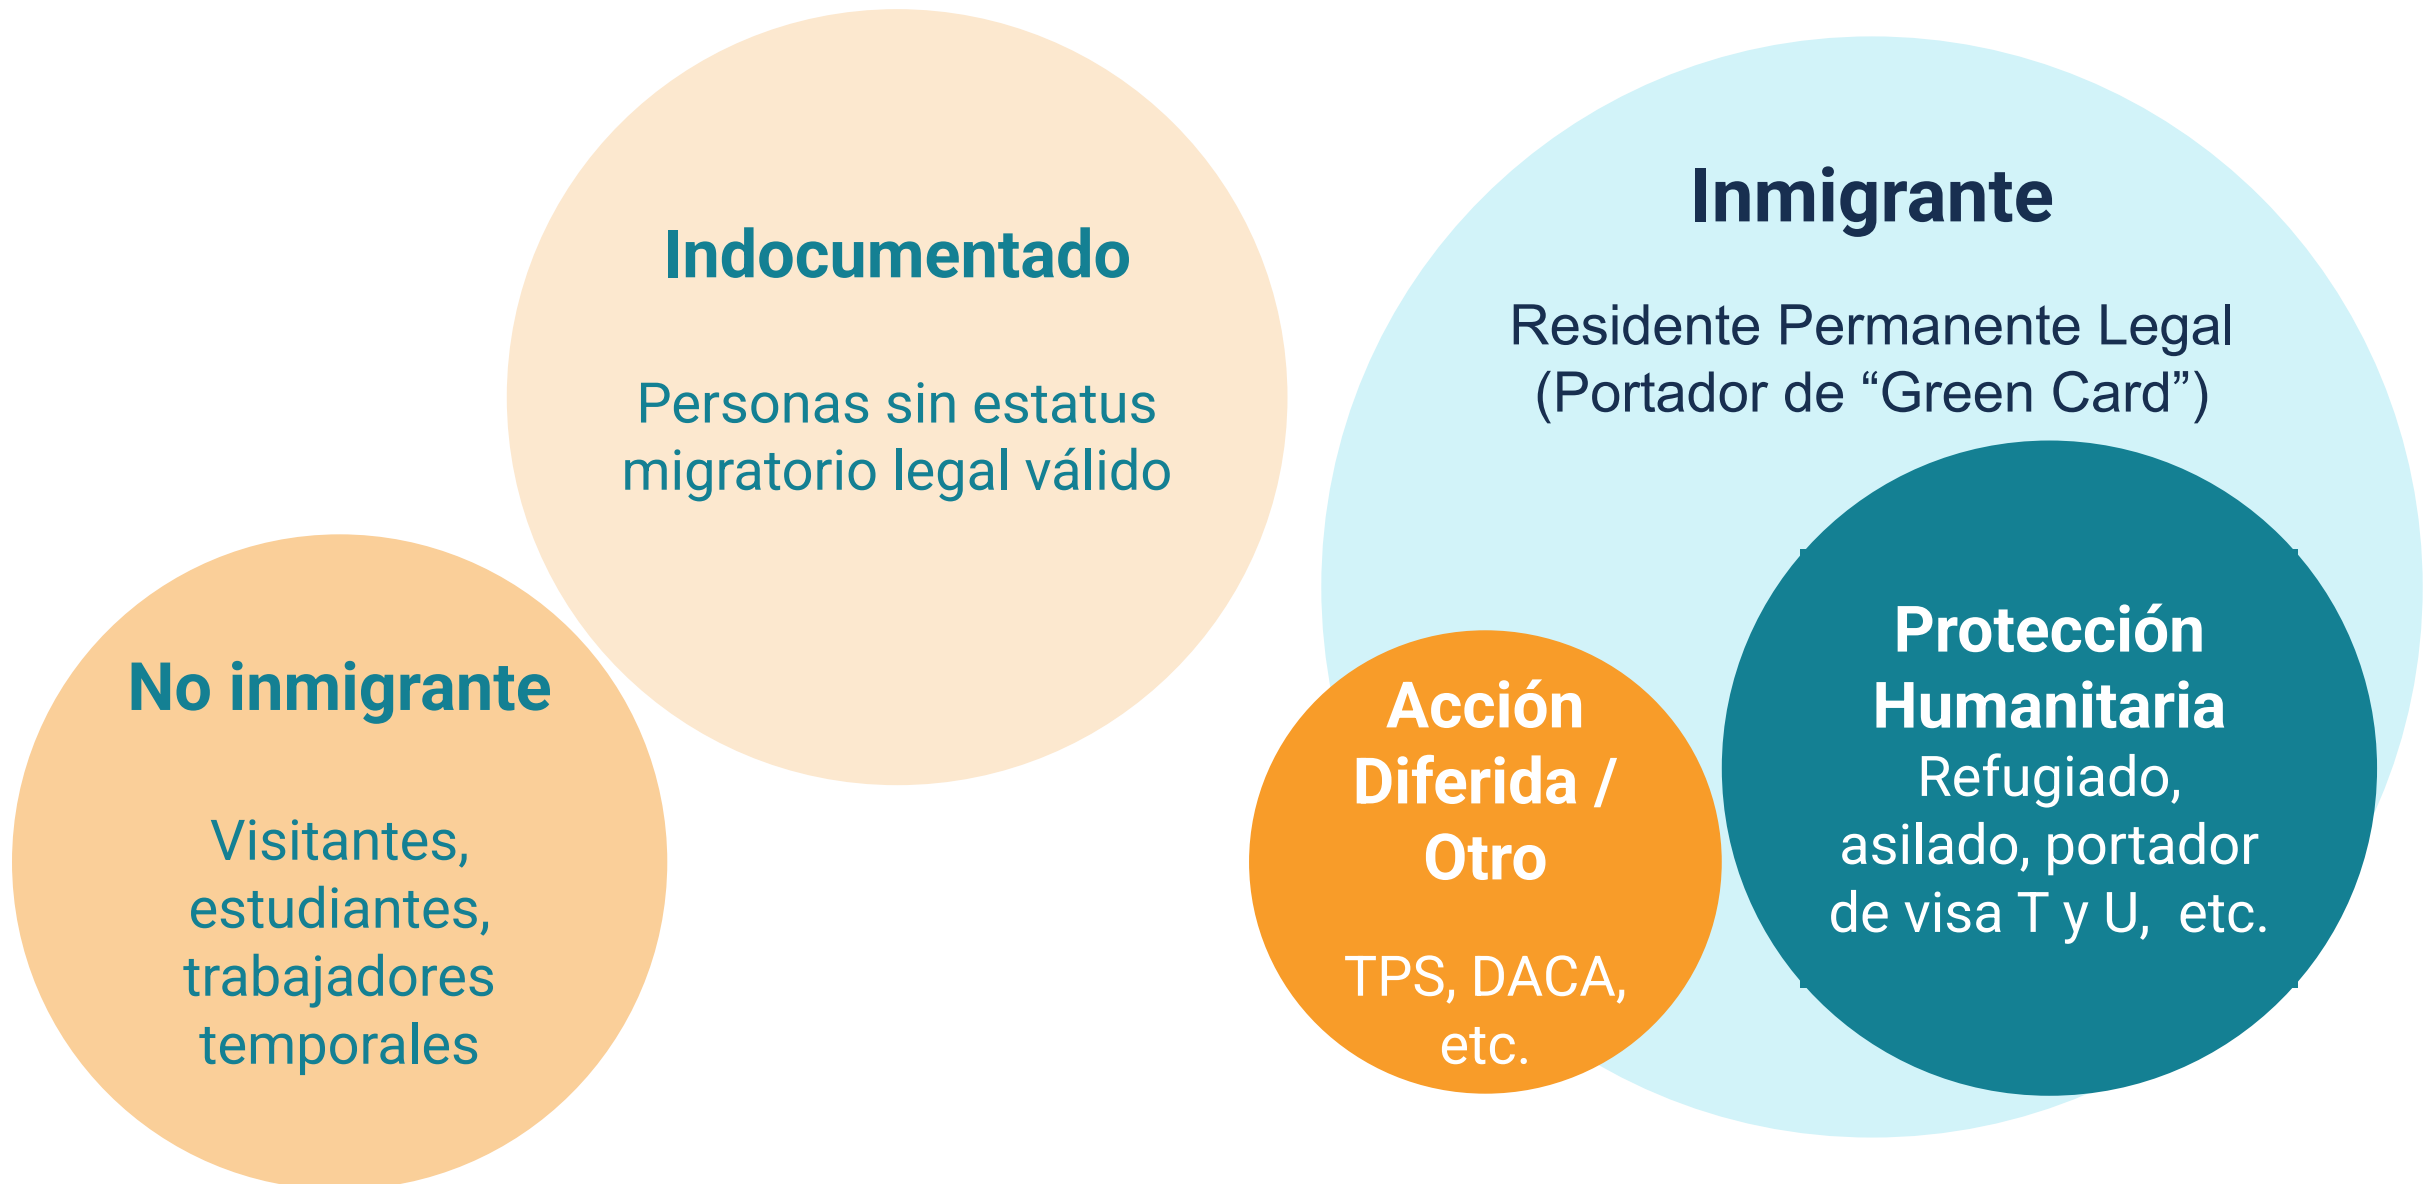 Indocumentado
Personas sin estatus
migratorio legal válido
No inmigrante
Visitantes,
estudiantes,
trabajadores
temporales
Inmigrante
Residente Permanente Legal
(Portador de “Green Card”)
Acción
Diferida /
Otro
TPS, DACA,
etc.
Protección
Humanitaria
Refugiado,
asilado, portador
de visa T y U,  etc.